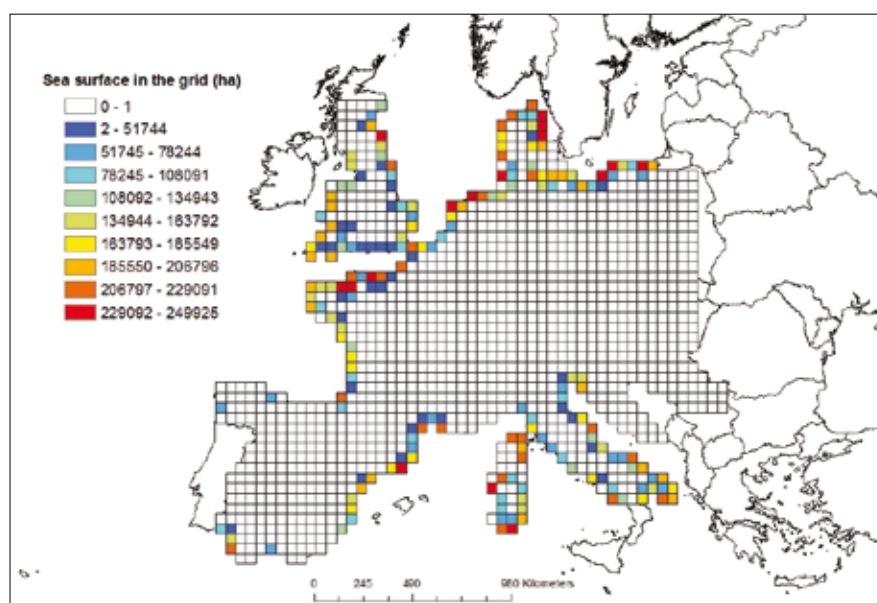 Sea surface in the grid (ha)
0 - 1
2 - 51744
51745 - 78244
78245 - 108091
108092 - 134943
134944 - 163792
163793 - 185549
185550 - 206796
206797 - 229091
229092 - 249925
0 245 490 980 Kilometers